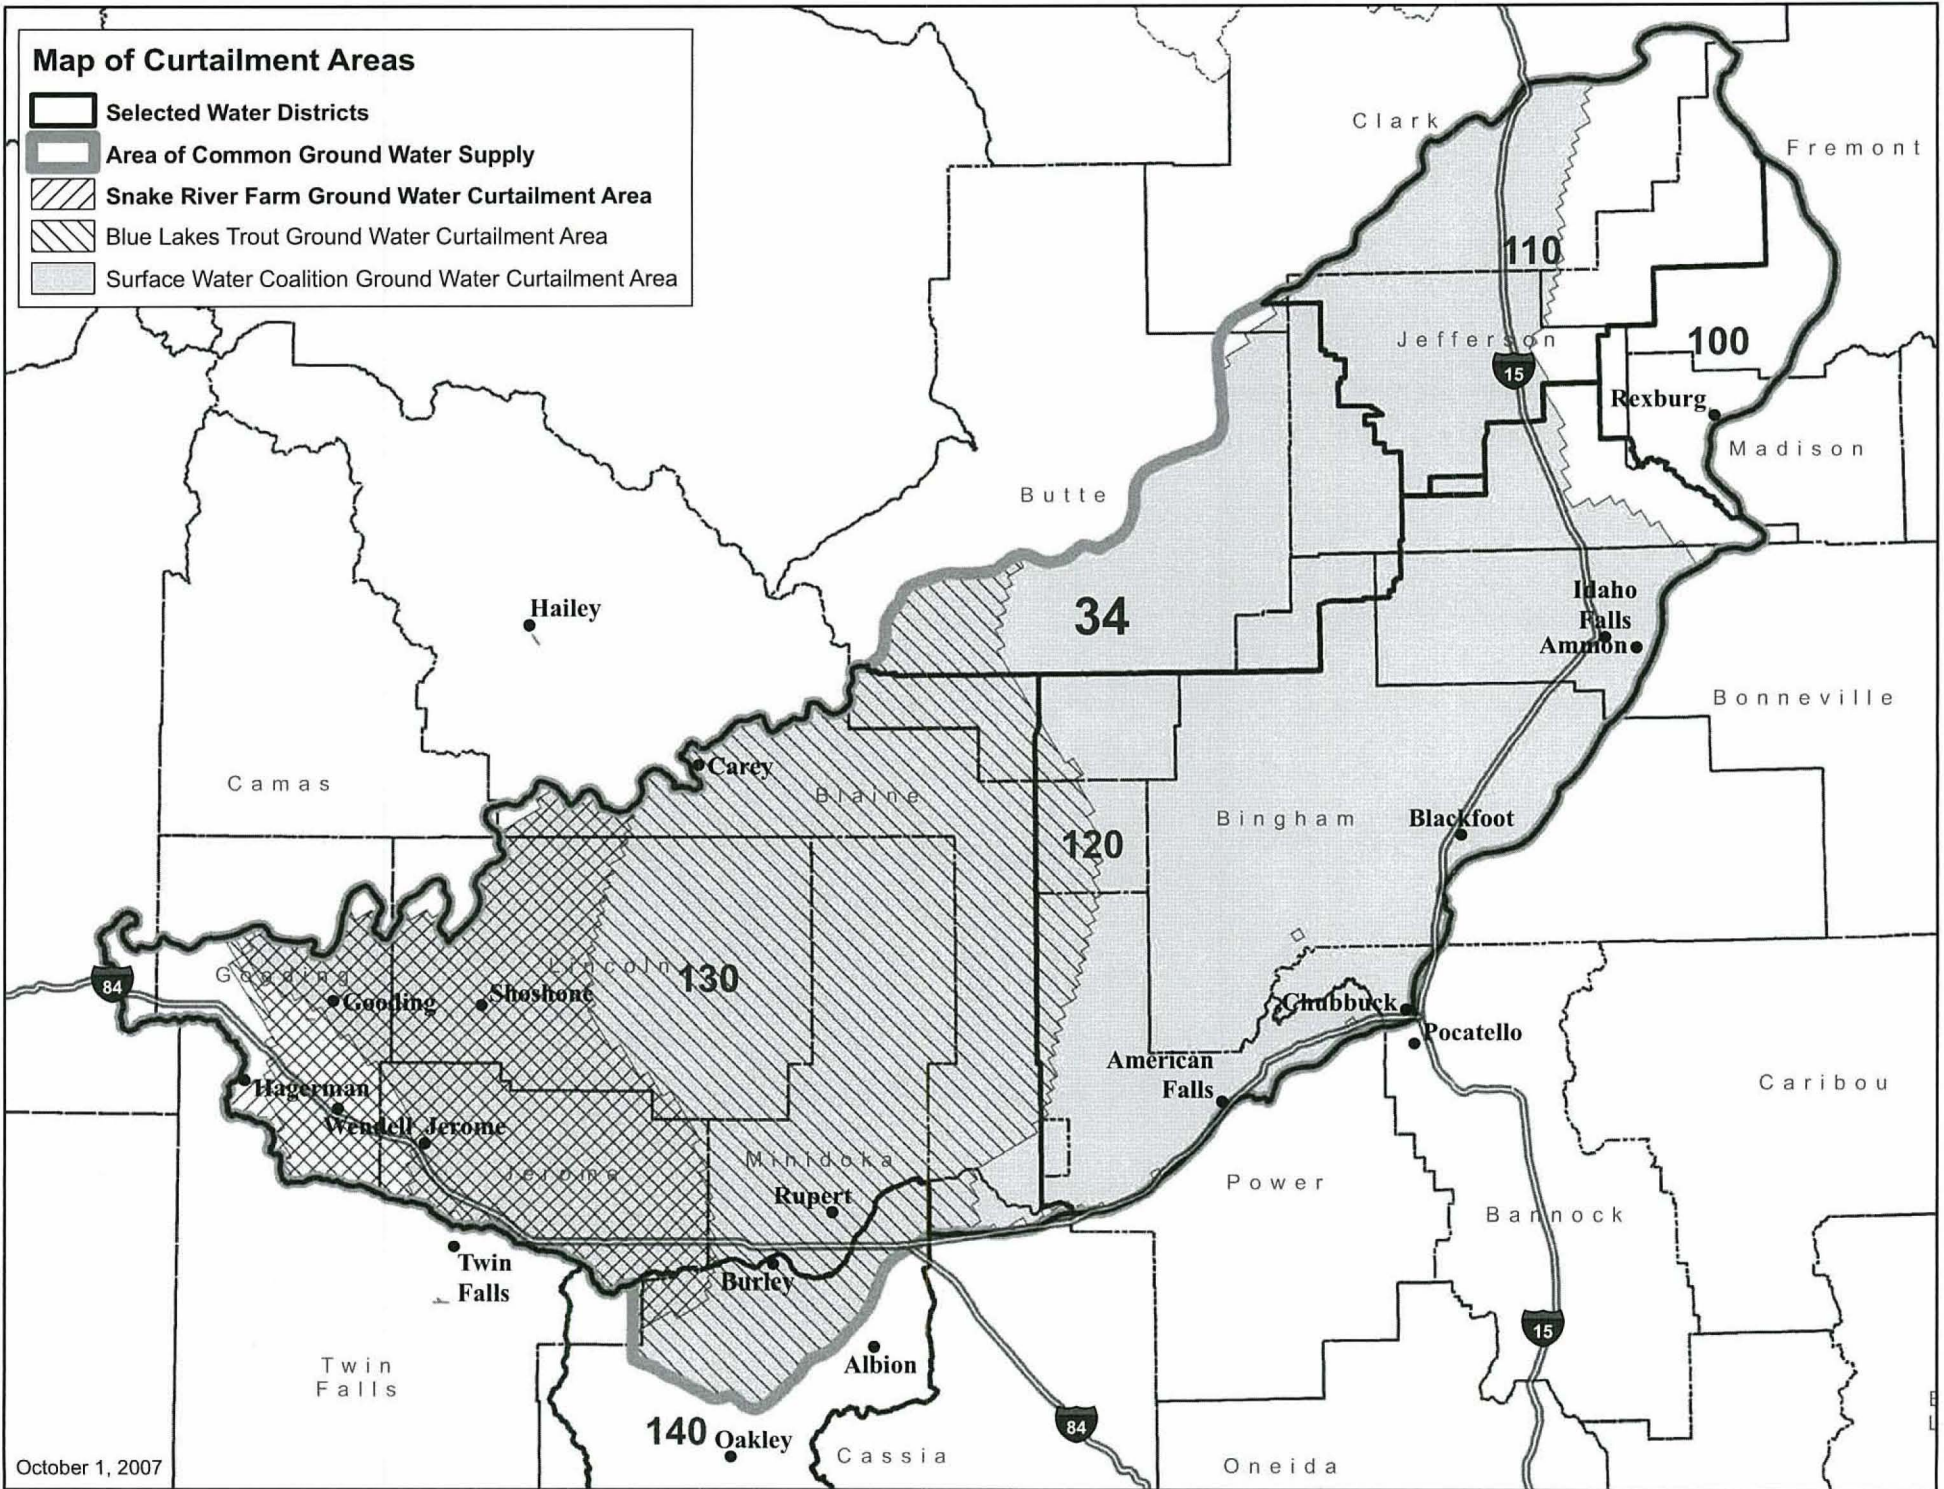 Map of Curtailment Areas
Selected Water Districts
Area of Common Ground Water Supply
Snake River Farm Ground Water Curtailment Area
Blue Lakes Trout Ground Water Curtailment Area
Surface Water Coalition Ground Water Curtailment Area
Clark
Fremont
110
Jefferson
100
15
Rexburg
Madison
Butte
Hailey
34
Idaho
Falls
Ammon
Bonneville
Carey
Camas
Blaine
Bingham
Blackfoot
120
Lincoln
130
Gooding
84
Gooding
Shoshone
Chubbuck
Pocatello
American
Falls
Hagerman
Caribou
Wendell
Jerome
Jerome
Minidoka
Rupert
Power
Bannock
Twin
Falls
Burley
15
Albion
Twin
Falls
84
140
Oakley
Cassia
Oneida
October 1, 2007